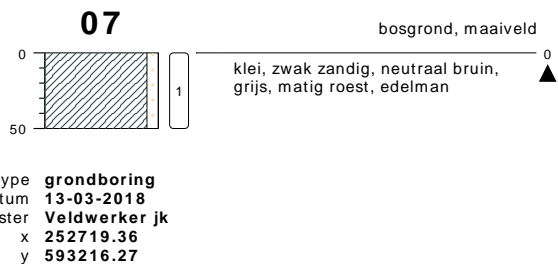 07
bosgrond, maaiveld
0
0
klei, zwak zandig, neutraal bruin,
grijs, matig roest, edelman
1
50
ype grondboring
tum 13-03-2018
ster Veldwerker jk
x 252719.36
y 593216.27